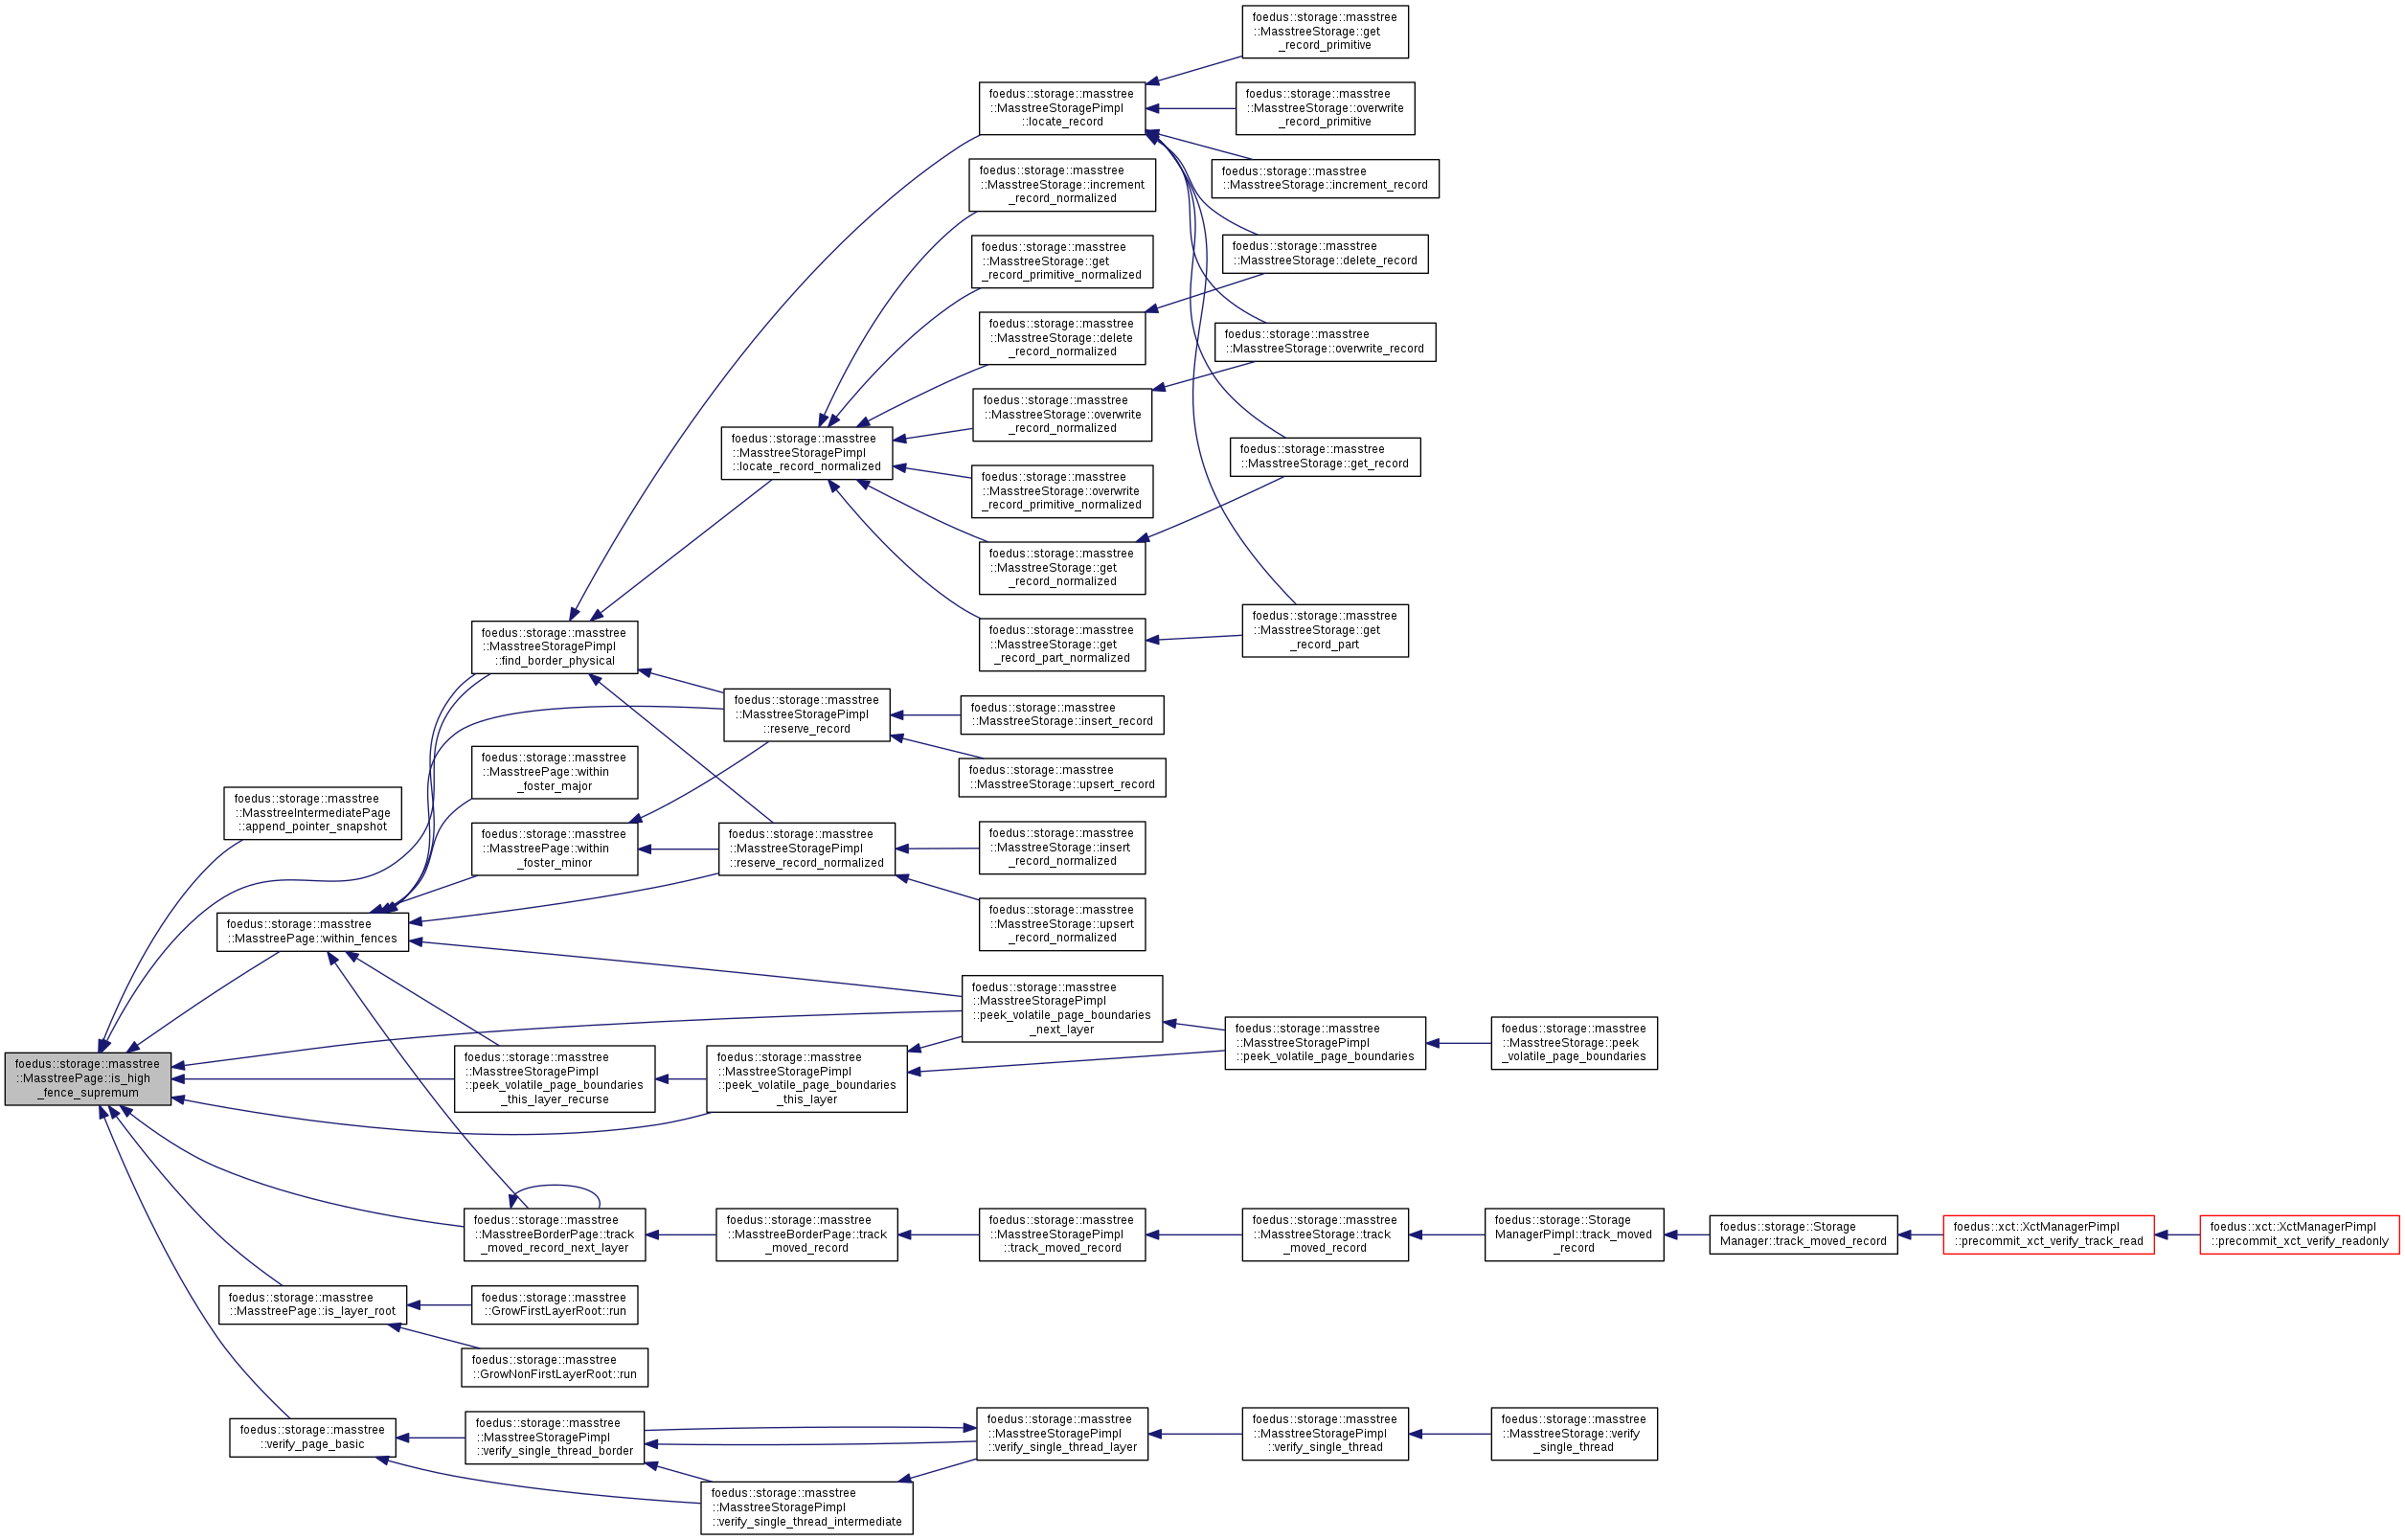 foedus::storage::masstree
::MasstreePage::is_high
_fence_supremum
foedus::storage::masstree
::MasstreeIntermediatePage
::append_pointer_snapshot
foedus::storage::masstree
::MasstreePage::within_fences
foedus::storage::masstree
::MasstreePage::is_layer_root
foedus::storage::masstree
::verify_page_basic
foedus::storage::masstree
::MasstreeStoragePimpl
::find_border_physical
foedus::storage::masstree
::MasstreePage::within
_foster_major
foedus::storage::masstree
::MasstreePage::within
_foster_minor
foedus::storage::masstree
::MasstreeStoragePimpl
::peek_volatile_page_boundaries
_this_layer_recurse
foedus::storage::masstree
::MasstreeBorderPage::track
_moved_record_next_layer
foedus::storage::masstree
::GrowFirstLayerRoot::run
foedus::storage::masstree
::GrowNonFirstLayerRoot::run
foedus::storage::masstree
::MasstreeStoragePimpl
::verify_single_thread_border
foedus::storage::masstree
::MasstreeStoragePimpl
::locate_record_normalized
foedus::storage::masstree
::MasstreeStoragePimpl
::reserve_record
foedus::storage::masstree
::MasstreeStoragePimpl
::reserve_record_normalized
foedus::storage::masstree
::MasstreeStoragePimpl
::peek_volatile_page_boundaries
_this_layer
foedus::storage::masstree
::MasstreeBorderPage::track
_moved_record
foedus::storage::masstree
::MasstreeStoragePimpl
::verify_single_thread_intermediate
foedus::storage::masstree
::MasstreeStoragePimpl
::locate_record
foedus::storage::masstree
::MasstreeStorage::increment
_record_normalized
foedus::storage::masstree
::MasstreeStorage::get
_record_primitive_normalized
foedus::storage::masstree
::MasstreeStorage::delete
_record_normalized
foedus::storage::masstree
::MasstreeStorage::overwrite
_record_normalized
foedus::storage::masstree
::MasstreeStorage::overwrite
_record_primitive_normalized
foedus::storage::masstree
::MasstreeStorage::get
_record_normalized
foedus::storage::masstree
::MasstreeStorage::get
_record_part_normalized
foedus::storage::masstree
::MasstreeStorage::insert_record
foedus::storage::masstree
::MasstreeStorage::upsert_record
foedus::storage::masstree
::MasstreeStorage::insert
_record_normalized
foedus::storage::masstree
::MasstreeStorage::upsert
_record_normalized
foedus::storage::masstree
::MasstreeStoragePimpl
::peek_volatile_page_boundaries
_next_layer
foedus::storage::masstree
::MasstreeStoragePimpl
::track_moved_record
foedus::storage::masstree
::MasstreeStoragePimpl
::verify_single_thread_layer
foedus::storage::masstree
::MasstreeStorage::get
_record_primitive
foedus::storage::masstree
::MasstreeStorage::overwrite
_record_primitive
foedus::storage::masstree
::MasstreeStorage::increment_record
foedus::storage::masstree
::MasstreeStorage::delete_record
foedus::storage::masstree
::MasstreeStorage::overwrite_record
foedus::storage::masstree
::MasstreeStorage::get_record
foedus::storage::masstree
::MasstreeStorage::get
_record_part
foedus::storage::masstree
::MasstreeStoragePimpl
::peek_volatile_page_boundaries
foedus::storage::masstree
::MasstreeStorage::track
_moved_record
foedus::storage::masstree
::MasstreeStoragePimpl
::verify_single_thread
foedus::storage::masstree
::MasstreeStorage::peek
_volatile_page_boundaries
foedus::storage::Storage
ManagerPimpl::track_moved
_record
foedus::storage::masstree
::MasstreeStorage::verify
_single_thread
foedus::storage::Storage
Manager::track_moved_record
foedus::xct::XctManagerPimpl
::precommit_xct_verify_track_read
foedus::xct::XctManagerPimpl
::precommit_xct_verify_readonly